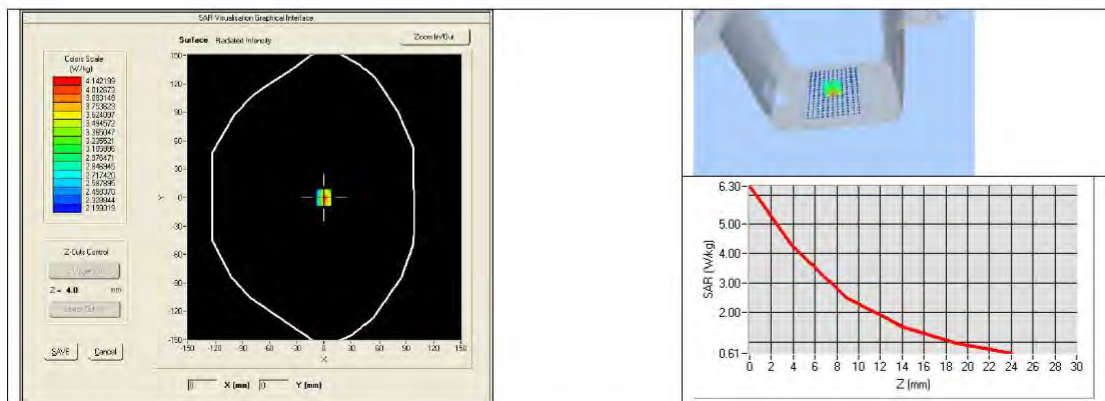 SAR Visualisation Graphical Interface
Surface Radiated Intensity
Zoom In/Out
Colors Scale
(W/kg)
4.142199
4.012673
3.883148
3.753623
3.624097
3.494572
3.365047
3.235521
3.105996
2.976471
2.846945
2.717420
2.587895
2.458370
2.328844
2.199319
150
120
90
60
30
0
-30
-60
-90
-120
-150
Y
-150 -120 -90 -60 -30 0 30 60 90 120 150
X
Z-Cuts Control
Z = 4.0 mm
SAVE Cancel
0 X (mm) 0 Y (mm)
6.30
5.00
4.00
3.00
2.00
0.61
SAR (W/kg)
0 2 4 6 8 10 12 14 16 18 20 22 24 26 28 30
Z (mm)